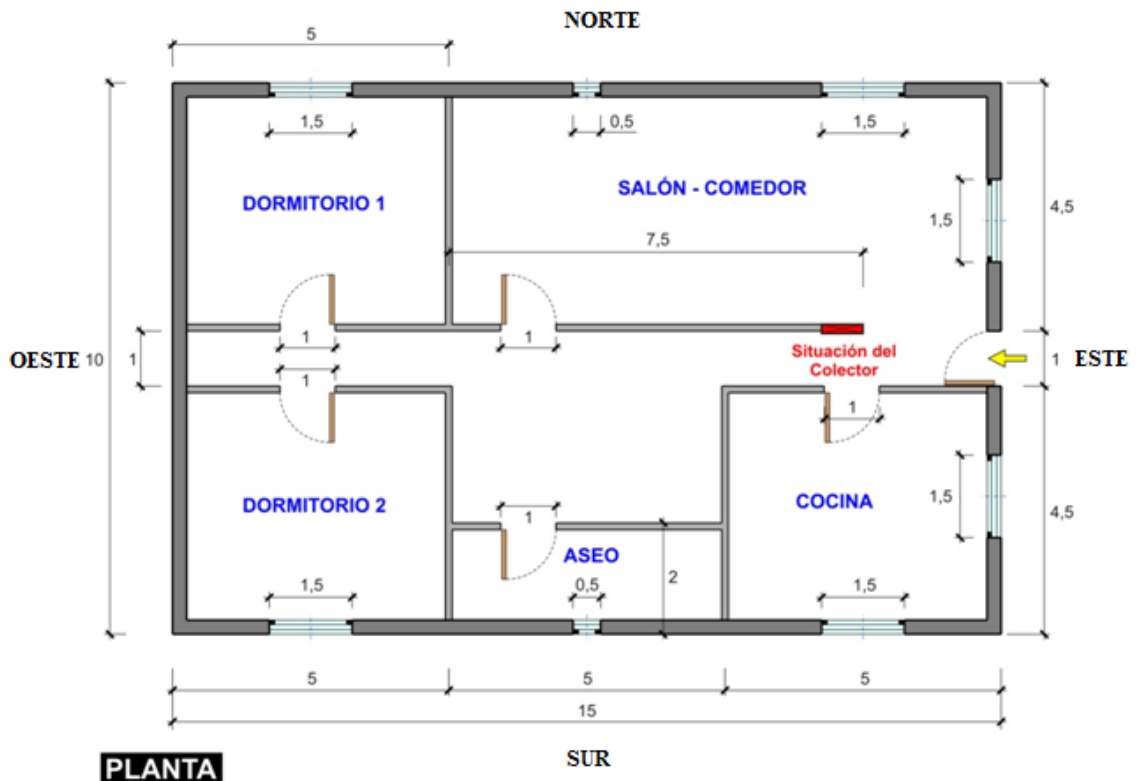 NORTE
5
1,5
0,5
1,5
DORMITORIO 1
SALÓN - COMEDOR
1,5
4,5
7,5
1
1
OESTE
10
1
Situación del
Colector
1
ESTE
1
1
DORMITORIO 2
COCINA
1,5
4,5
1
ASEO
2
1,5
0,5
1,5
5
5
5
15
SUR
PLANTA